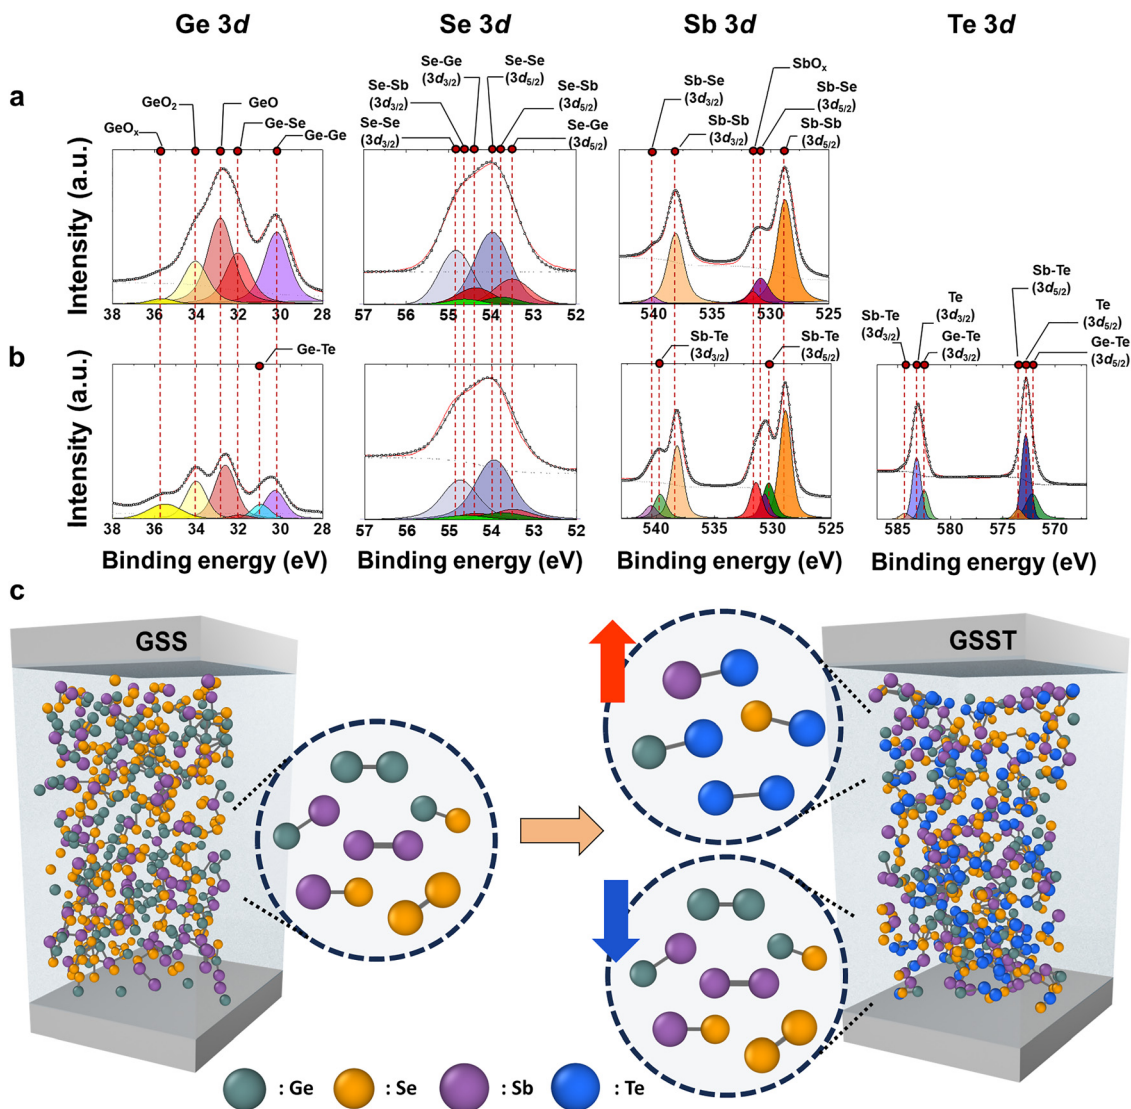 Ge 3d
Se 3d
Sb 3d
Te 3d
a
GeOx
GeO2
GeO
Ge-Se
Ge-Ge
Se-Se
(3d3/2)
Se-Sb
(3d3/2)
Se-Ge
(3d3/2)
Se-Se
(3d5/2)
Se-Sb
(3d5/2)
Se-Ge
(3d5/2)
Sb-Se
(3d3/2)
Sb-Sb
(3d3/2)
SbOx
Sb-Se
(3d5/2)
Sb-Sb
(3d5/2)
Intensity (a.u.)
38 36 34 32 30 28
57 56 55 54 53 52
540 535 530 525
b
Ge-Te
Sb-Te
(3d3/2)
Sb-Te
(3d5/2)
Sb-Te
(3d3/2)
Te
(3d3/2)
Ge-Te
(3d3/2)
Sb-Te
(3d5/2)
Te
(3d5/2)
Ge-Te
(3d5/2)
Intensity (a.u.)
38 36 34 32 30 28
57 56 55 54 53 52
540 535 530 525
585 580 575 570
Binding energy (eV)
Binding energy (eV)
Binding energy (eV)
Binding energy (eV)
c
GSS
GSST
: Ge
: Se
: Sb
: Te